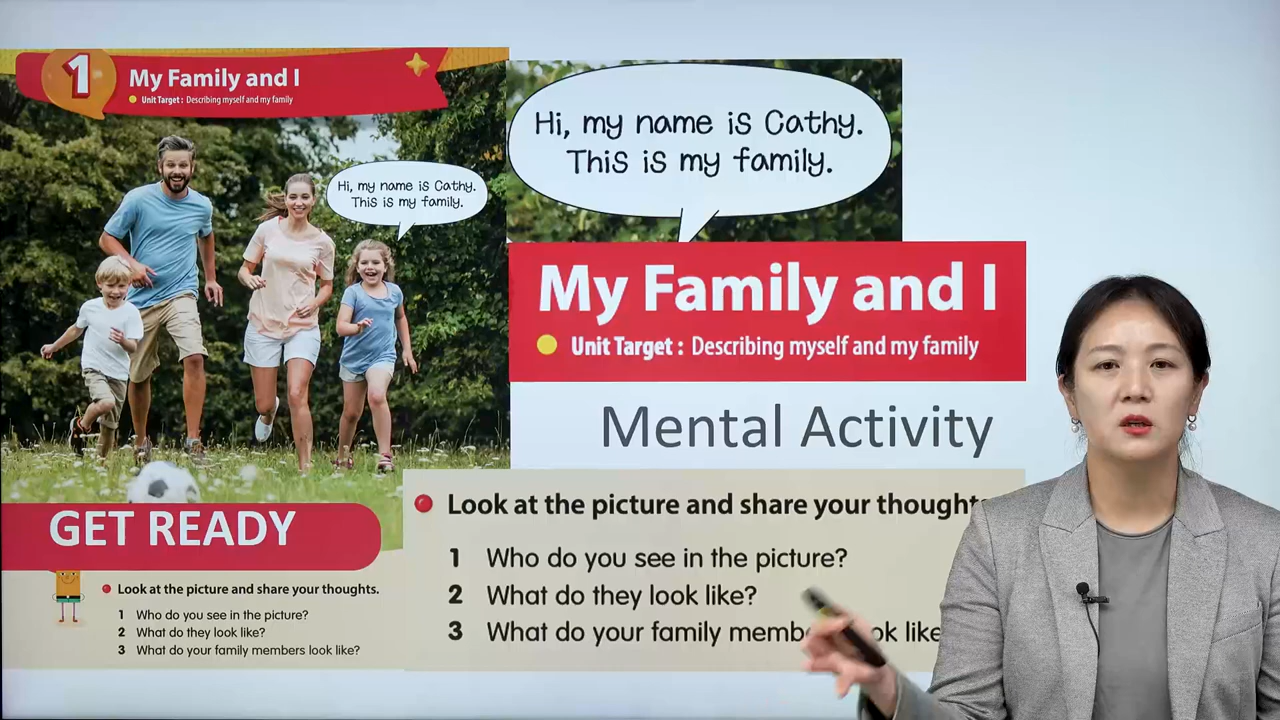 1
My Family and I
Unit Target : Describing myself and my family
Hi, my name is Cathy.
This is my family.
GET READY
Look at the picture and share your thoughts.
1 Who do you see in the picture?
2 What do they look like?
3 What do your family members look like?
Hi, my name is Cathy.
This is my family.
My Family and I
Unit Target : Describing myself and my family
Mental Activity
Look at the picture and share your thought
1 Who do you see in the picture?
2 What do they look like?
3 What do your family memb ok like